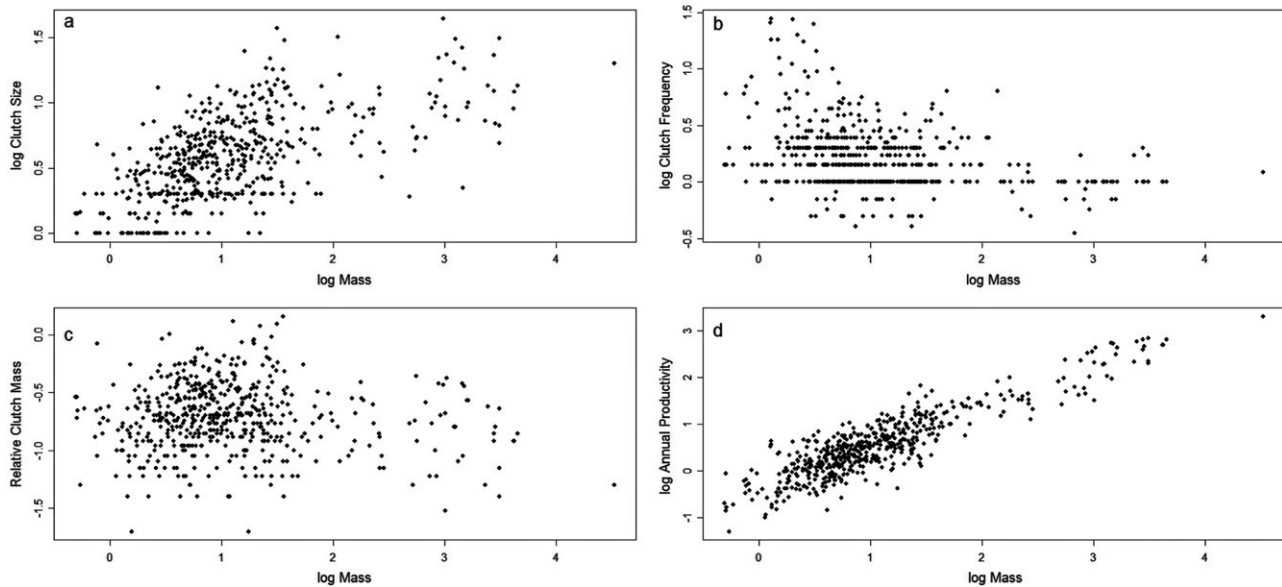 a
log Clutch Size
0.0 0.5 1.0 1.5
0 1 2 3 4
log Mass
b
log Clutch Frequency
-0.5 0.0 0.5 1.0 1.5
0 1 2 3 4
log Mass
c
Relative Clutch Mass
-1.5 -1.0 -0.5 0.0
0 1 2 3 4
log Mass
d
log Annual Productivity
-1 0 1 2 3
0 1 2 3 4
log Mass